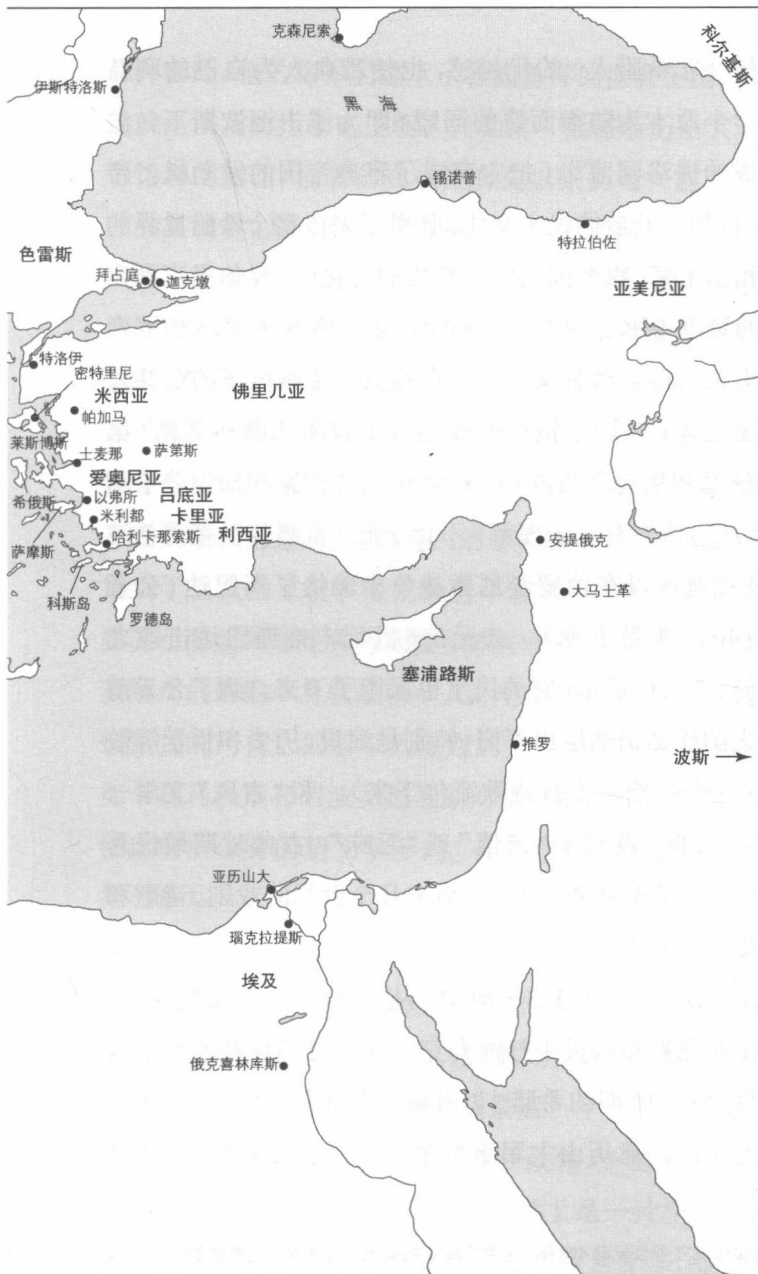 克森尼索
科尔基斯
伊斯特洛斯
黑海
锡诺普
特拉伯佐
色雷斯
拜占庭
迦克墩
亚美尼亚
特洛伊
密特里尼
米西亚
佛里几亚
帕加马
莱斯博斯
士麦那
萨第斯
爱奥尼亚
希俄斯
以弗所
吕底亚
米利都
卡里亚
萨摩斯
哈利卡那索斯
利西亚
安提俄克
科斯岛
罗德岛
大马士革
塞浦路斯
推罗
波斯
亚历山大
瑙克拉提斯
埃及
俄克喜林库斯